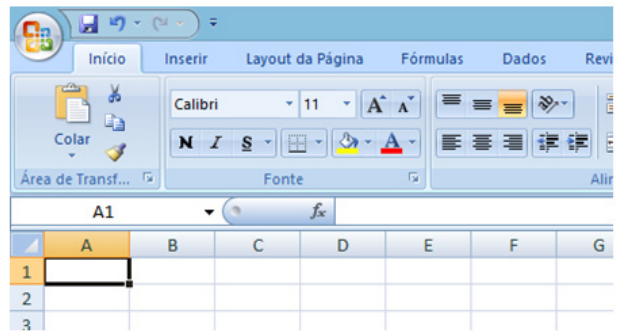 Início Inserir Layout da Página Fórmulas Dados Revi
Calibri 11 A A
Colar N I S A
Área de Transf... Fonte Alir
A1 fx
A B C D E F G
1
2
3